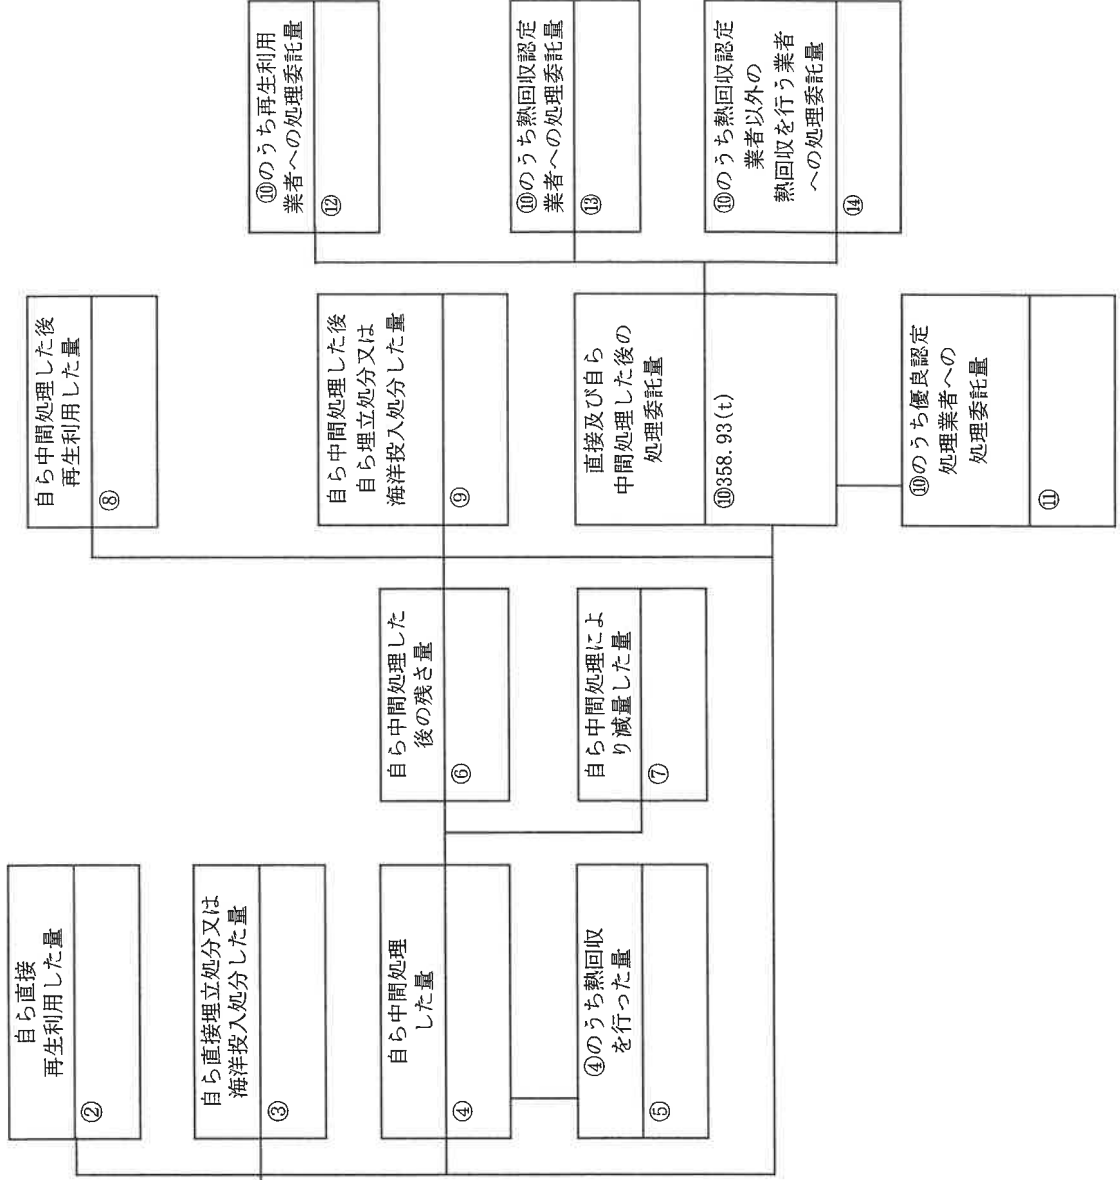 自ら直接
再生利用した量
②
自ら直接埋立処分又は
海洋投入処分した量
③
自ら中間処理
した量
④
④のうち熱回収
を行った量
⑤
自ら中間処理した
後の残さ量
⑥
自ら中間処理によ
り減量した量
⑦
自ら中間処理した後
再生利用した量
⑧
自ら中間処理した後
自ら埋立処分又は
海洋投入処分した量
⑨
直接及び自ら
中間処理した後の
処理委託量
⑩358.93(t)
⑩のうち優良認定
処理業者への
処理委託量
⑪
⑩のうち再生利用
業者への処理委託量
⑫
⑩のうち熱回収認定
業者への処理委託量
⑬
⑩のうち熱回収認定
業者以外の
熱回収を行う業者
への処理委託量
⑭